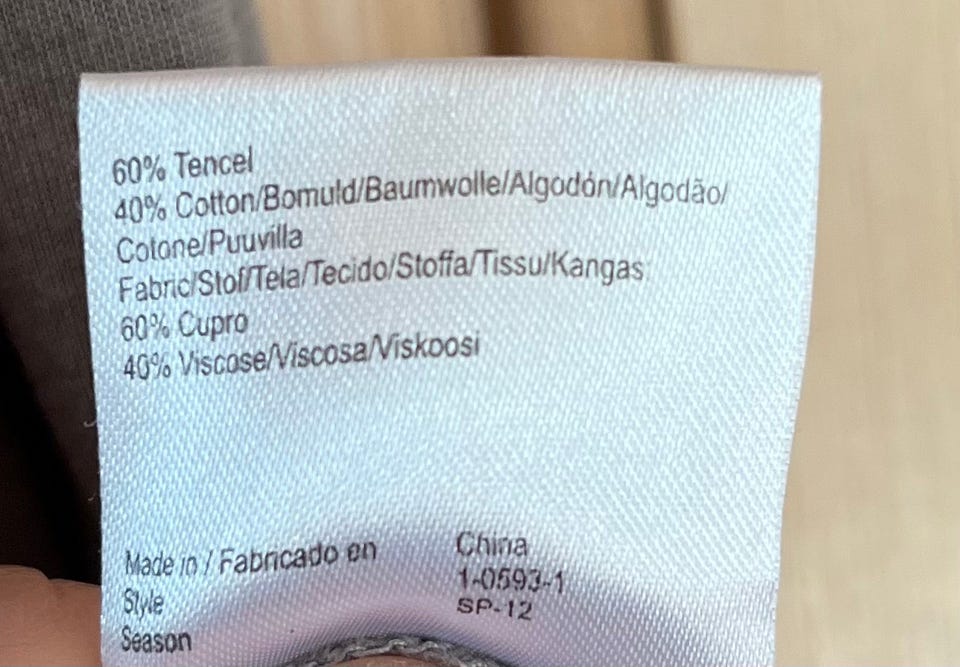 60% Tencel
40% Cotton/Bomuld/Baumwolle/Algodón/Algodão/
Cotone/Puuvilla
Fabric/Stof/Tela/Tecido/Stoffa/Tissu/Kangas:
60% Cupro
40% Viscose/Viscosa/Viskoosi
Made in / Fabricado en China
Style 1-0593-1
Season SP-12